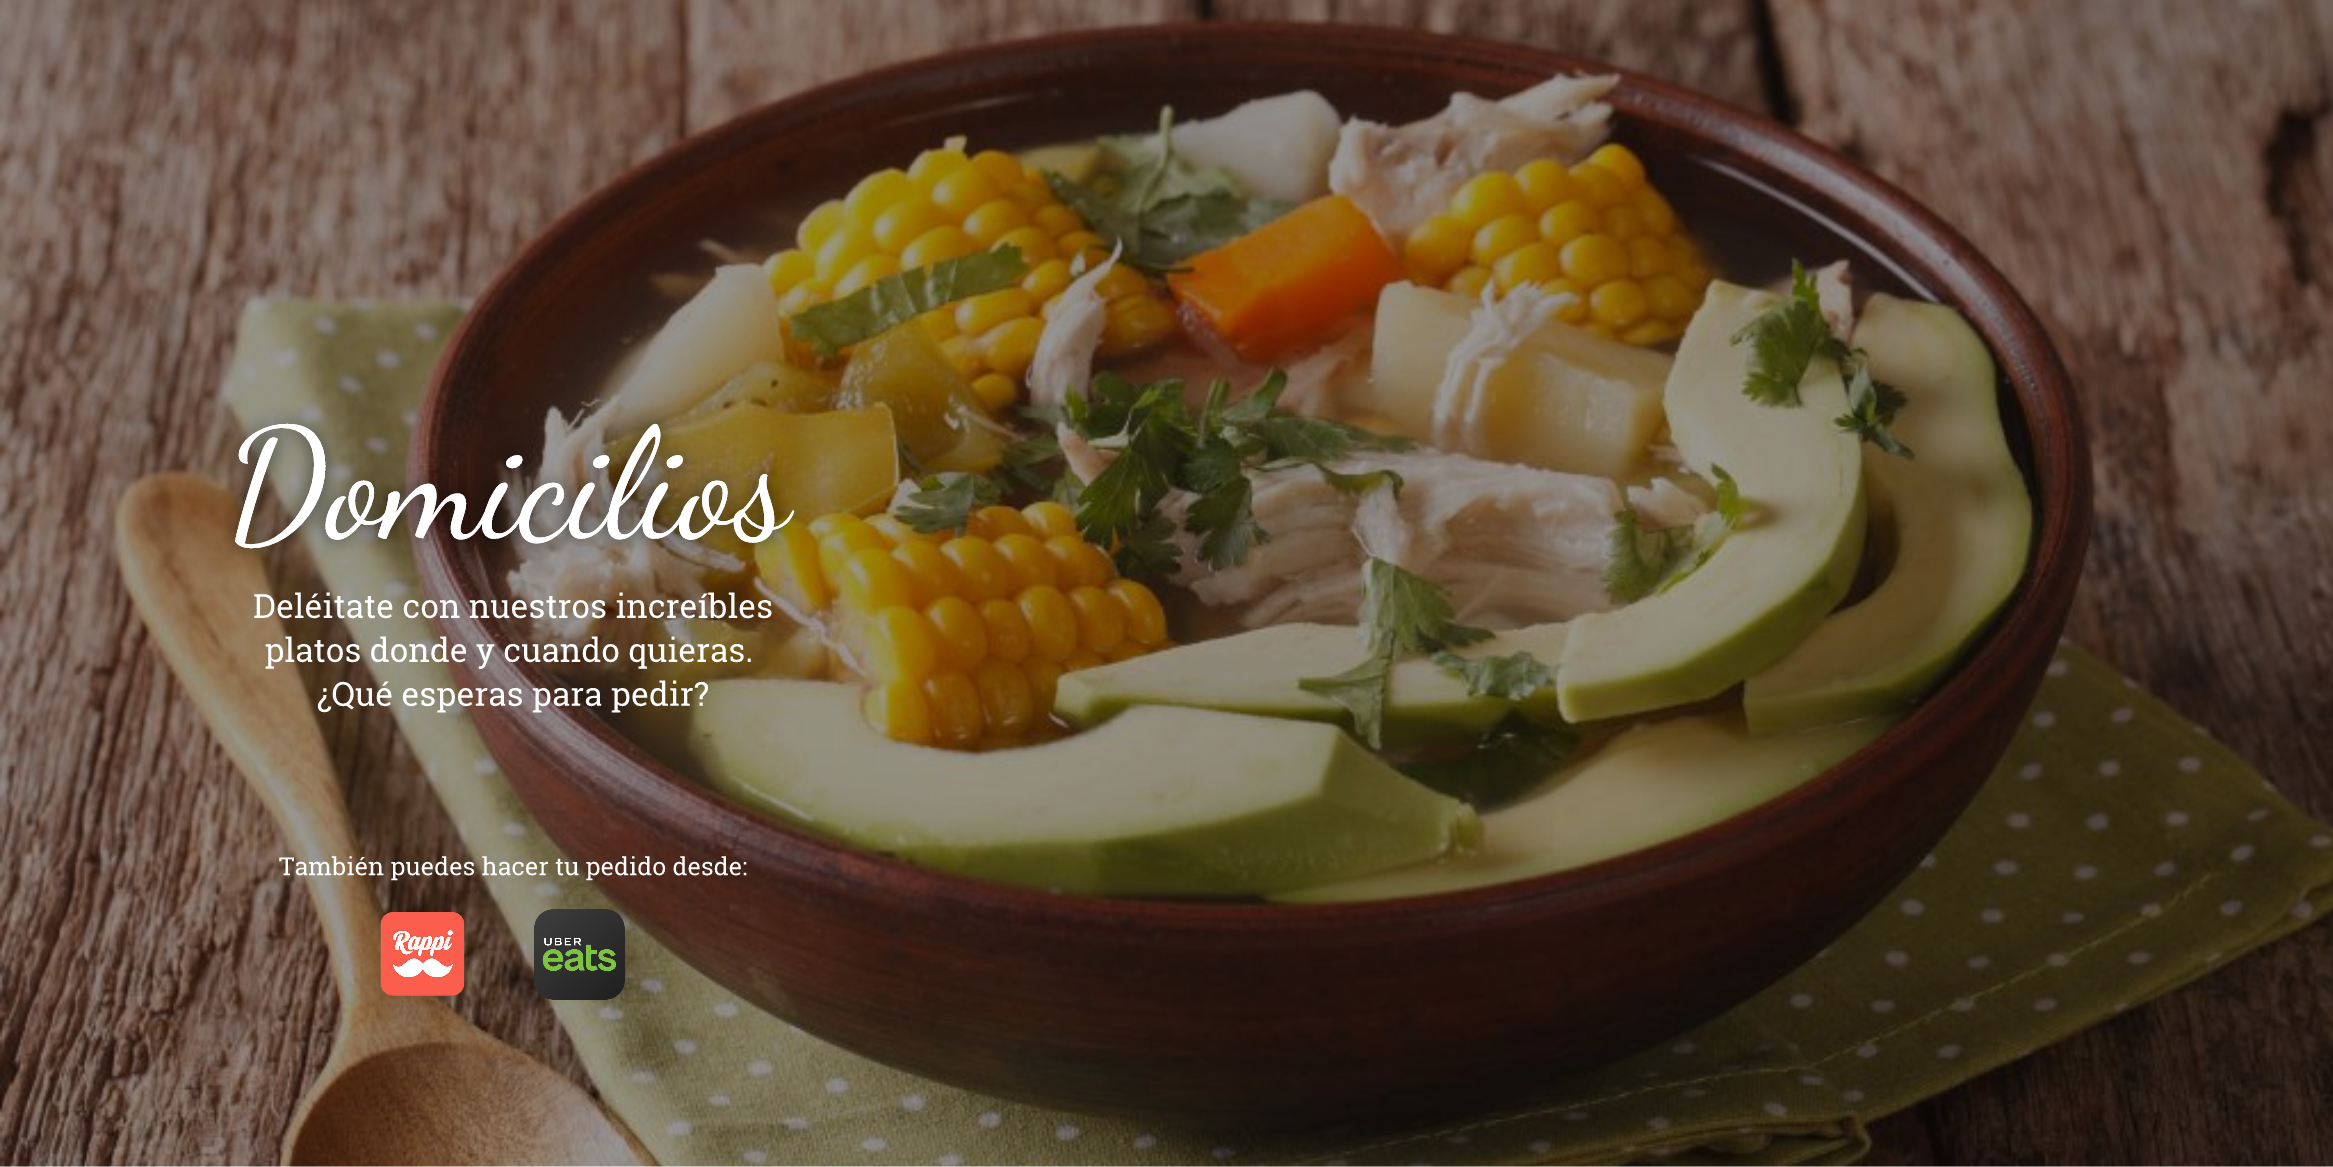 Domicilios
Deléitate con nuestros increíbles
platos donde y cuando quieras.
¿Qué esperas para pedir?
También puedes hacer tu pedido desde:
Rappi
UBER
eats